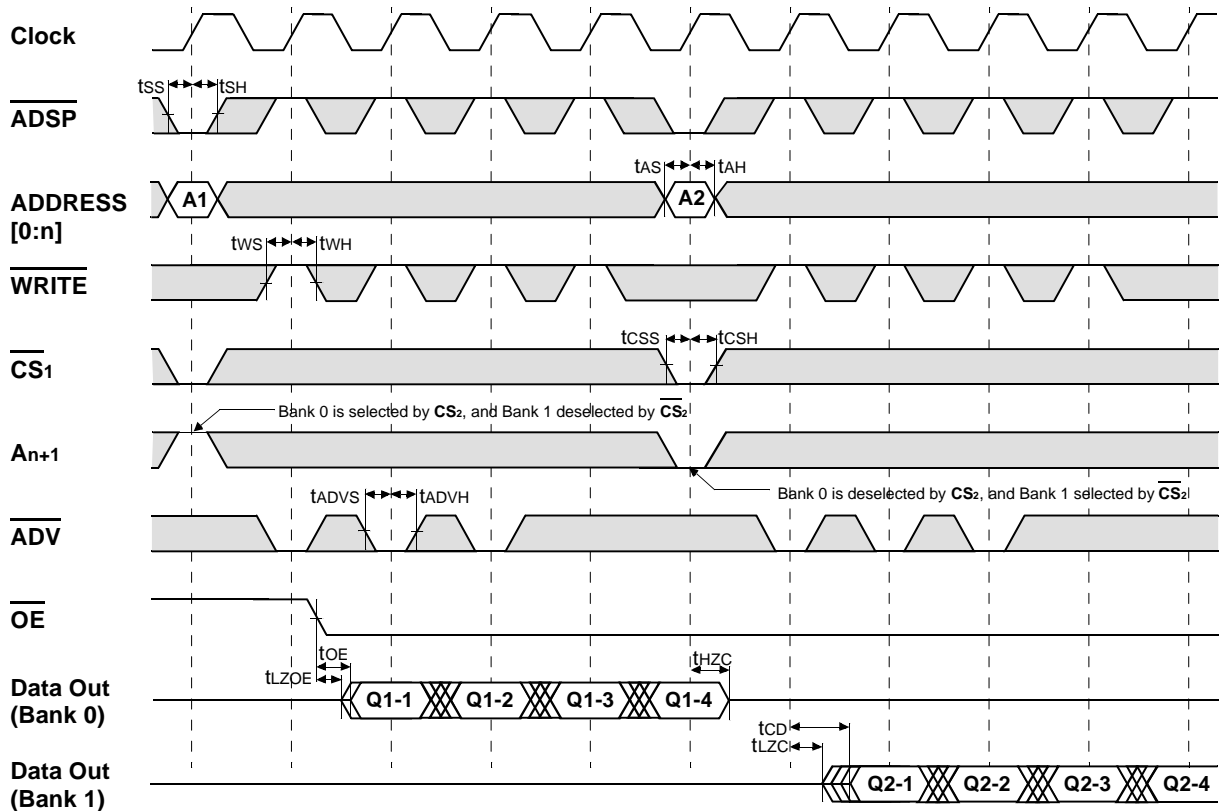 Clock
tSS tSH
ADSP
tAS tAH
ADDRESS
[0:n]
A1 A2
tWS tWH
WRITE
tCSS tCSH
CS1
Bank 0 is selected by CS2, and Bank 1 deselected by CS2
An+1
Bank 0 is deselected by CS2, and Bank 1 selected by CS2
tADVS tADVH
ADV
OE
tOE
tHZC
tLZOE
Data Out
(Bank 0)
Q1-1 Q1-2 Q1-3 Q1-4
tCD
tLZC
Data Out
(Bank 1)
Q2-1 Q2-2 Q2-3 Q2-4